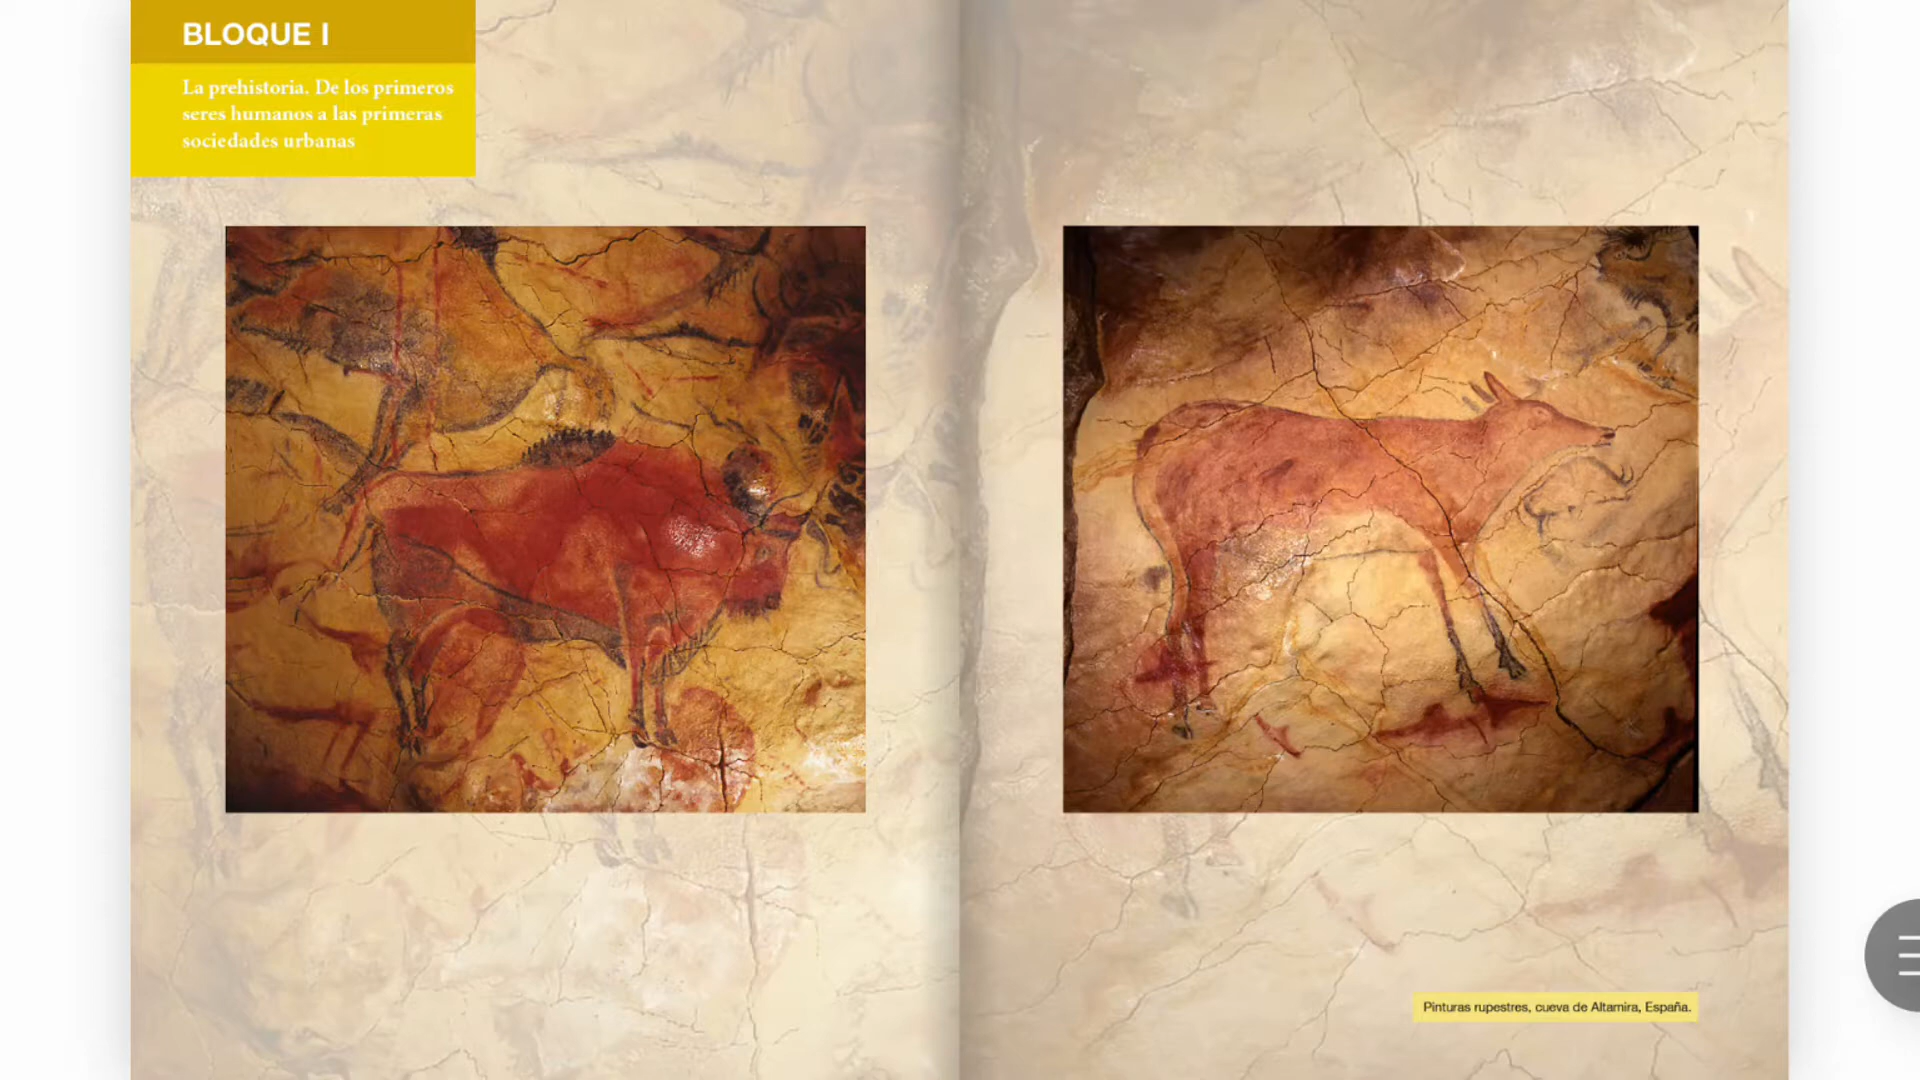 BLOQUE I
La prehistoria. De los primeros
seres humanos a las primeras
sociedades urbanas
Pinturas rupestres, cueva de Altamira, España.